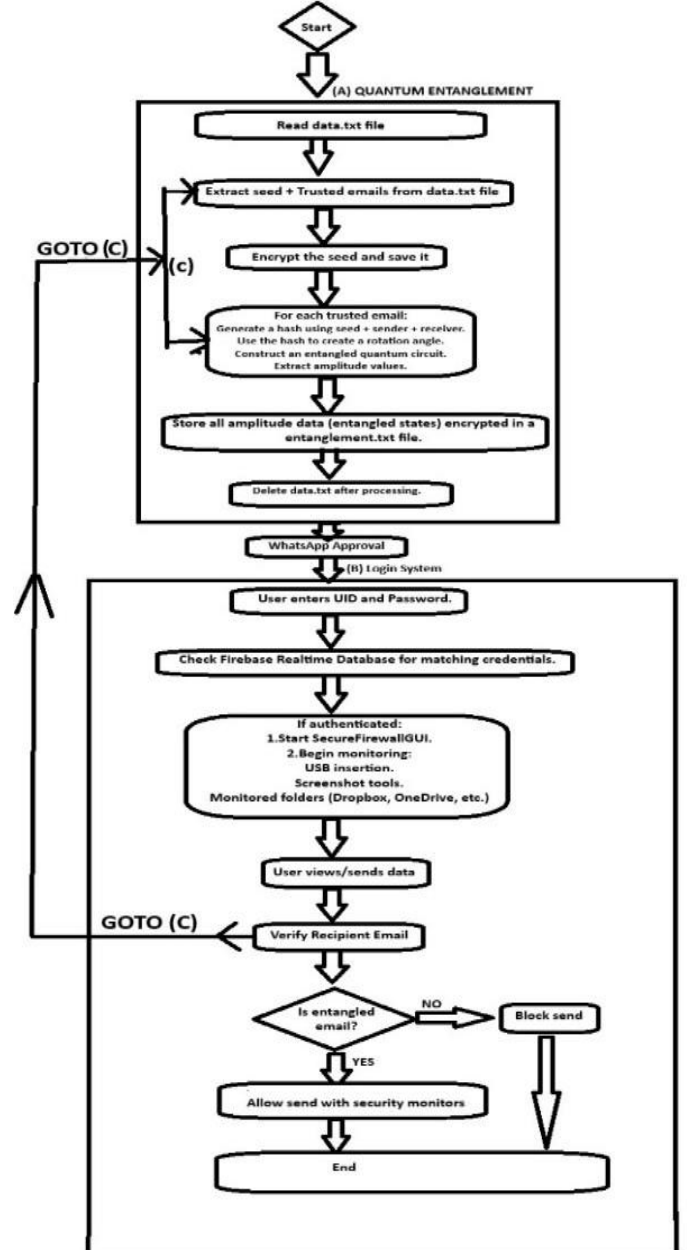 Start
(A) QUANTUM ENTANGLEMENT
Read data.txt file
Extract seed + Trusted emails from data.txt file
GOTO (C)
(c)
Encrypt the seed and save it
For each trusted email:
Generate a hash using seed + sender + receiver.
Use the hash to create a rotation angle.
Construct an entangled quantum circuit.
Extract amplitude values.
Store all amplitude data (entangled states) encrypted in a
entanglement.txt file.
Delete data.txt after processing.
WhatsApp Approval
(B) Login System
User enters UID and Password.
Check Firebase Realtime Database for matching credentials.
If authenticated:
1.Start SecureFirewallGUI.
2.Begin monitoring:
USB insertion.
Screenshot tools.
Monitored folders (Dropbox, OneDrive, etc.)
User views/sends data
GOTO (C)
Verify Recipient Email
Is entangled
email?
NO
Block send
YES
Allow send with security monitors
End